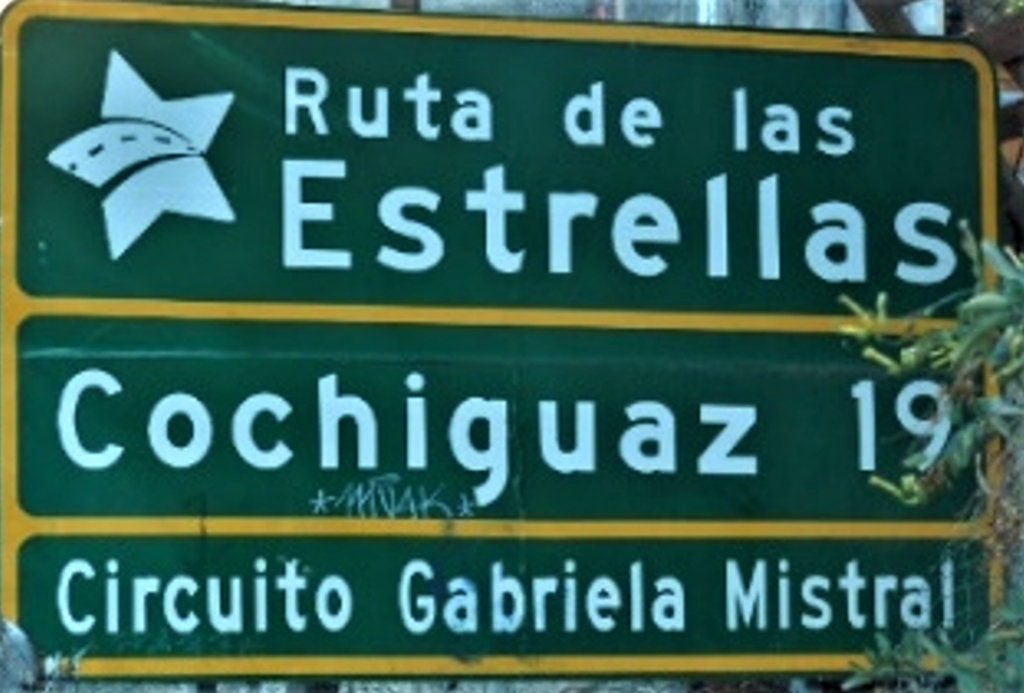 Ruta de las
Estrellas
Cochiguaz 19
Circuito Gabriela Mistral